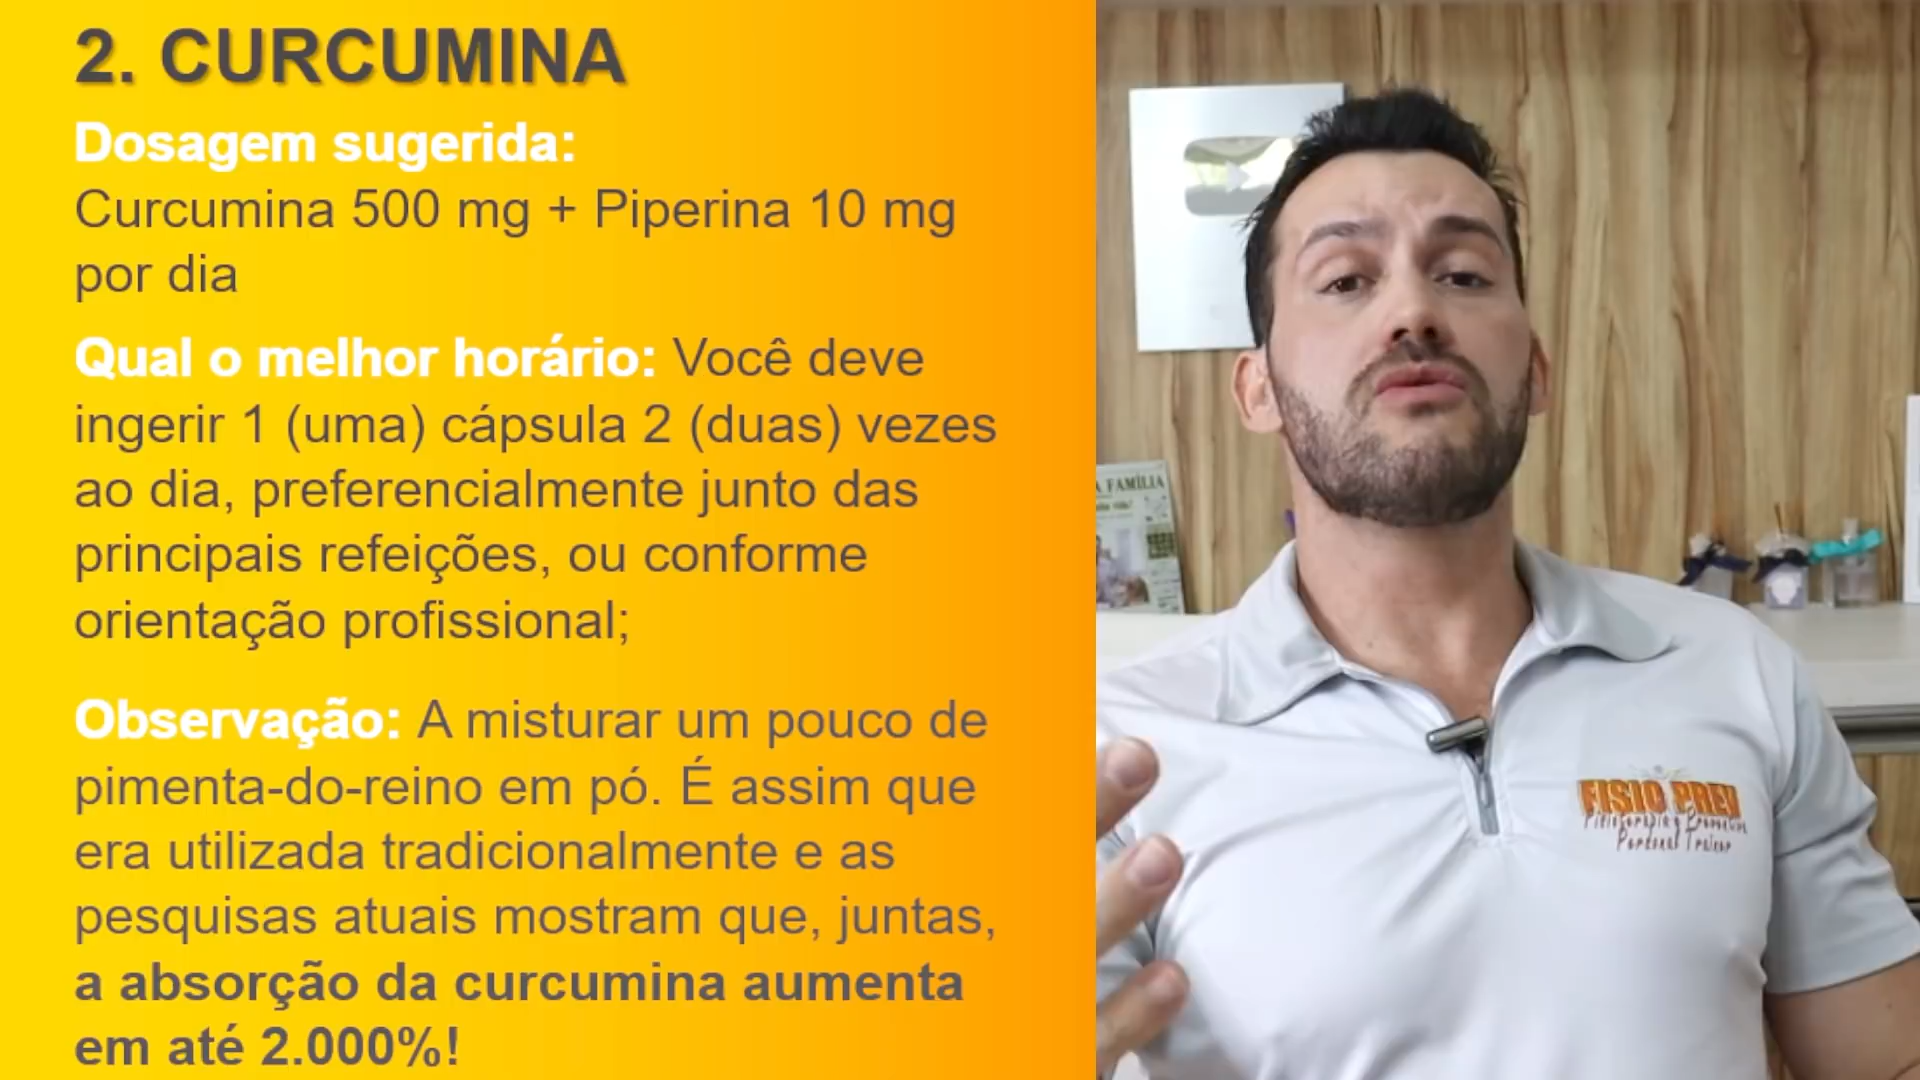 2. CURCUMINA
Dosagem sugerida:
Curcumina 500 mg + Piperina 10 mg
por dia
Qual o melhor horário: Você deve
ingerir 1 (uma) cápsula 2 (duas) vezes
ao dia, preferencialmente junto das
principais refeições, ou conforme
orientação profissional;
Observação: A misturar um pouco de
pimenta-do-reino em pó. É assim que
era utilizada tradicionalmente e as
pesquisas atuais mostram que, juntas,
a absorção da curcumina aumenta
em até 2.000%!
A FAMÍLIA
FISIO PREV
Personal Trainer